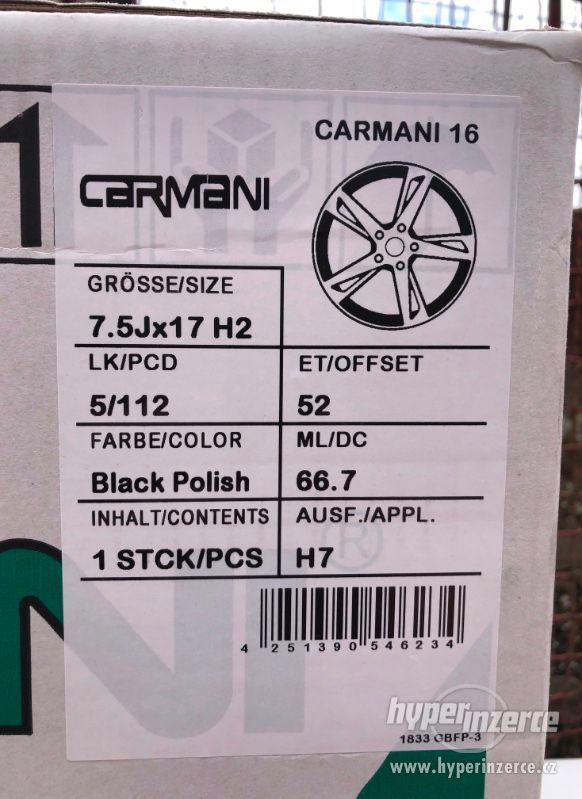 1
CARMANI 16
CARMANI
GRÖSSE/SIZE
7.5Jx17 H2
LK/PCD
ET/OFFSET
5/112
52
FARBE/COLOR
ML/DC
Black Polish
66.7
INHALT/CONTENTS
AUSF./APPL.
1 STCK/PCS
H7
4 251390 546234
1833 GBFP-3
hyperinzerce
www.hyperinzerce.cz